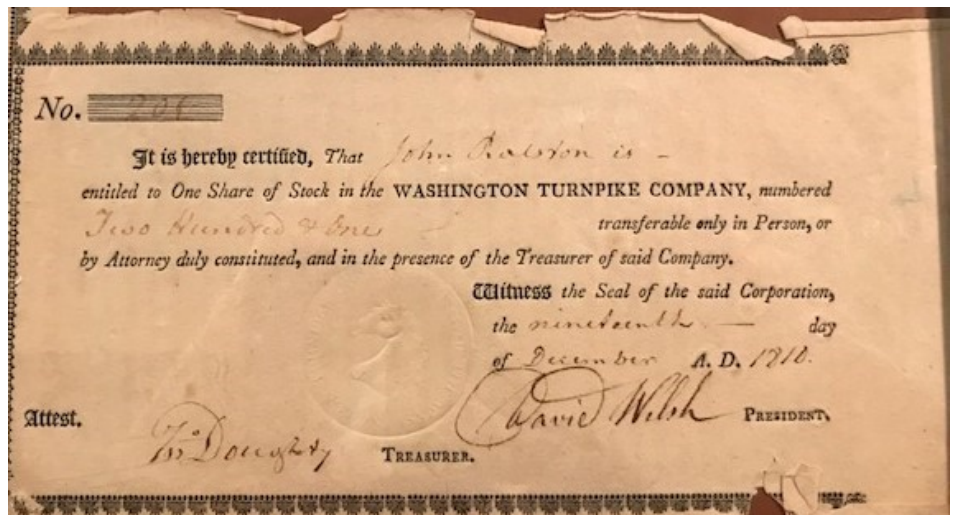 No. 201
It is hereby certified, That John Ralston is -
entitled to One Share of Stock in the WASHINGTON TURNPIKE COMPANY, numbered
Two Hundred & One transferable only in Person, or
by Attorney duly constituted, and in the presence of the Treasurer of said Company.
Witness the Seal of the said Corporation,
the nineteenth — day
of December A. D. 1810.
David Welsh PRESIDENT.
Attest.
Thos Doughty TREASURER.